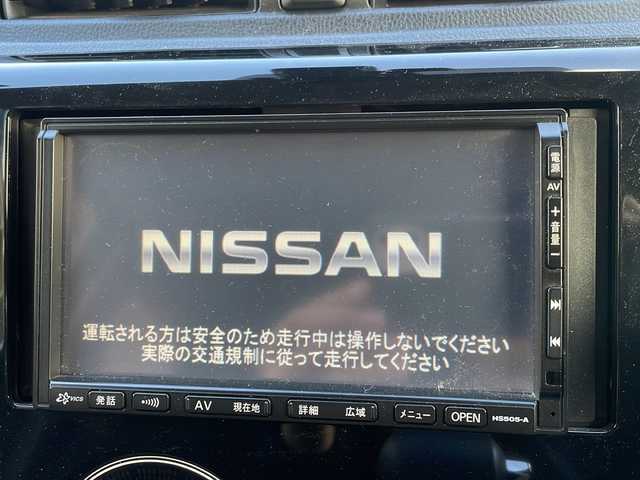 電源
AV
+
音量
−
NISSAN
運転される方は安全のため走行中は操作しないでください
実際の交通規制に従って走行してください
VICS 発話 AV 現在地 詳細 広域 メニュー OPEN HS505-A